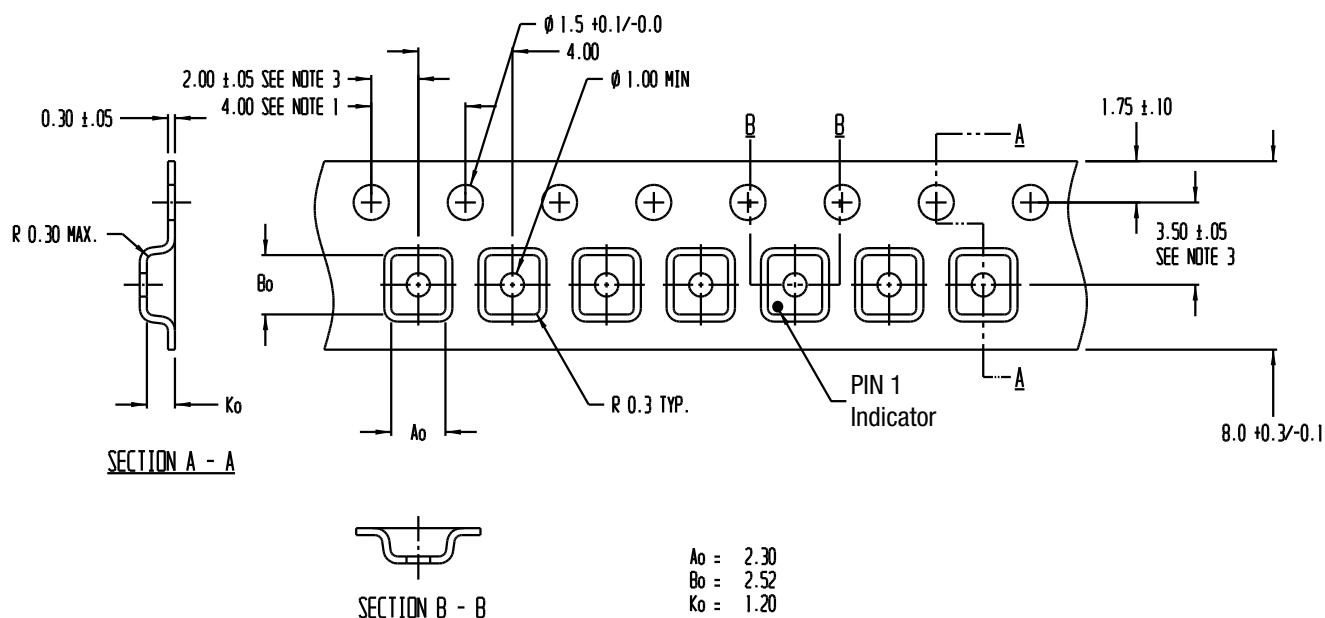 Ø 1.5 +0.1/-0.0
4.00
2.00 ±.05 SEE NOTE 3
Ø 1.00 MIN
4.00 SEE NOTE 1
0.30 ±.05
1.75 ±.10
B
B
A
R 0.30 MAX.
3.50 ±.05
SEE NOTE 3
Bo
Ko
Ao
R 0.3 TYP.
PIN 1
Indicator
A
8.0 +0.3/-0.1
SECTION A - A
SECTION B - B
Ao = 2.30
Bo = 2.52
Ko = 1.20